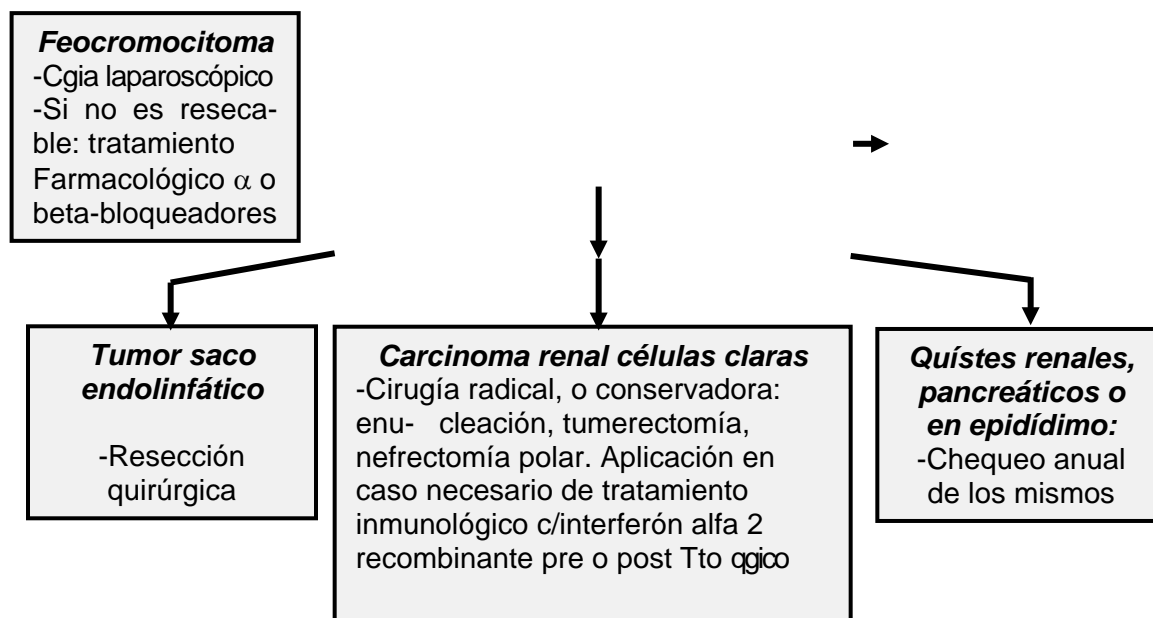 Feocromocitoma
-Cgia laparoscópico
-Si no es reseca-
ble: tratamiento
Farmacológico α o
beta-bloqueadores
Tumor saco
endolinfático
-Resección
quirúrgica
Carcinoma renal células claras
-Cirugía radical, o conservadora:
enu- cleación, tumerectomía,
nefrectomía polar. Aplicación en
caso necesario de tratamiento
inmunológico c/interferón alfa 2
recombinante pre o post Tto qgico
Quístes renales,
pancreáticos o
en epidídimo:
-Chequeo anual
de los mismos